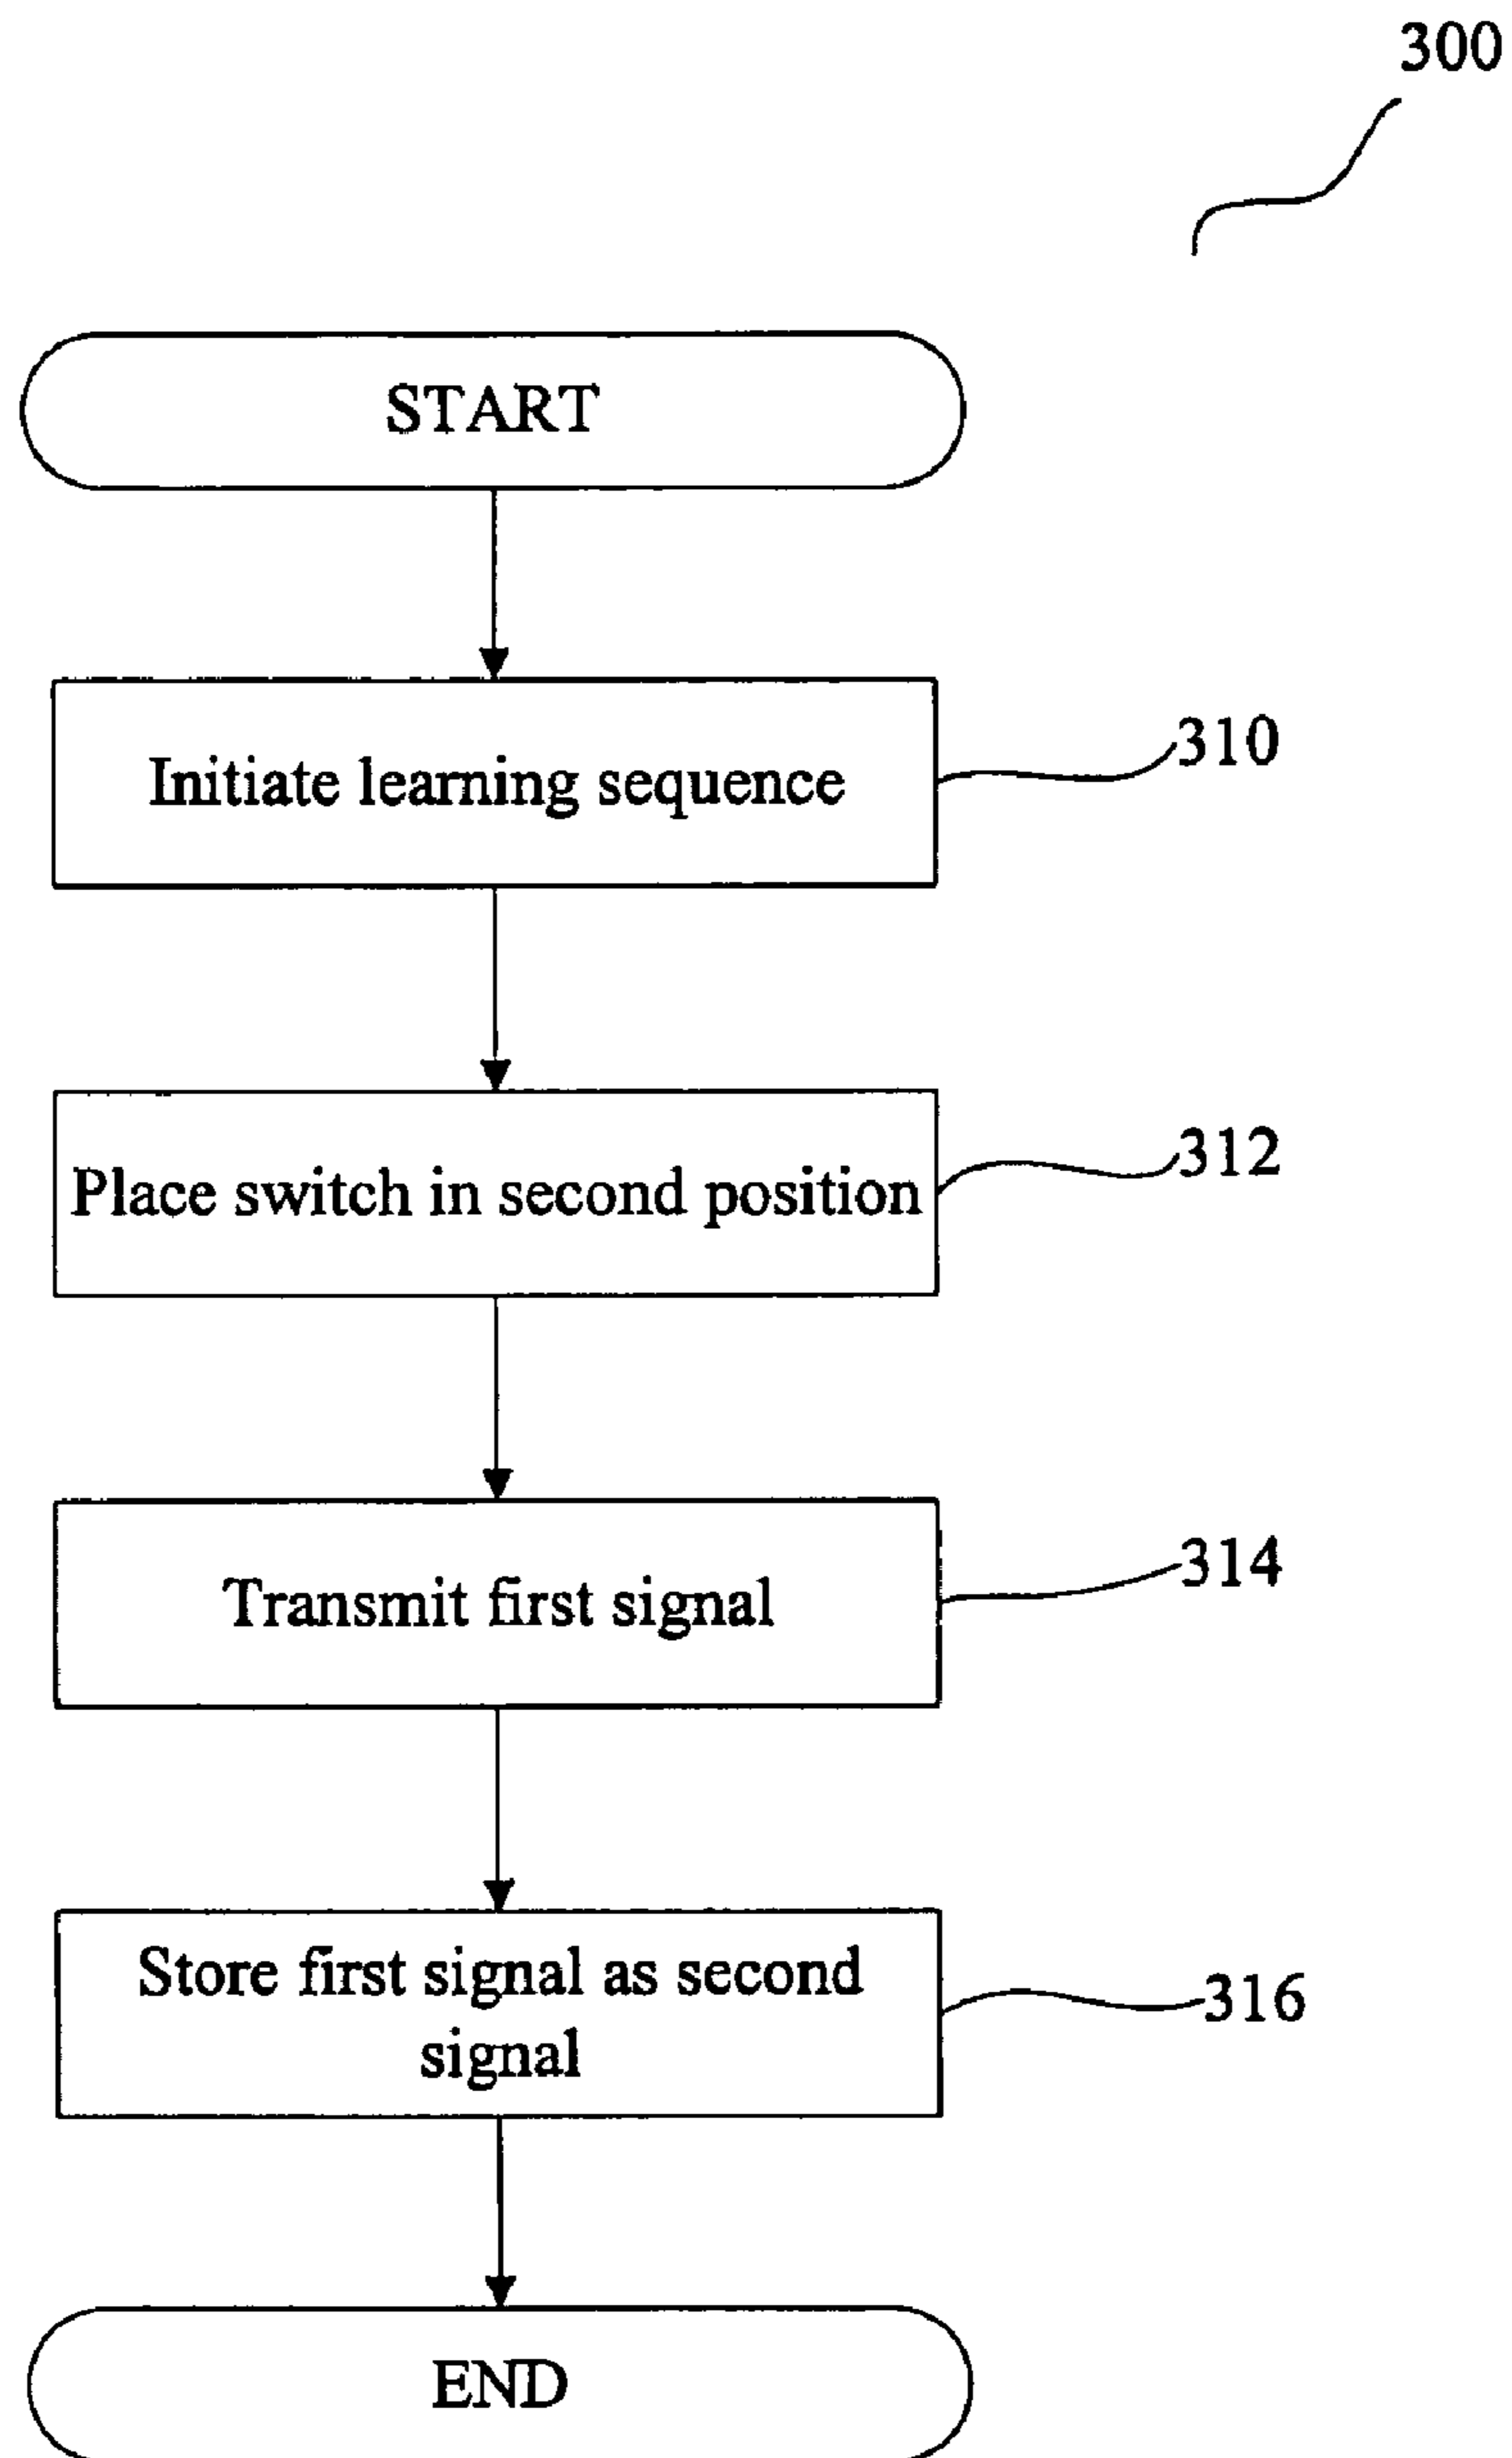 300
START
Initiate learning sequence
310
Place switch in second position
312
Transmit first signal
314
Store first signal as second
signal
316
END